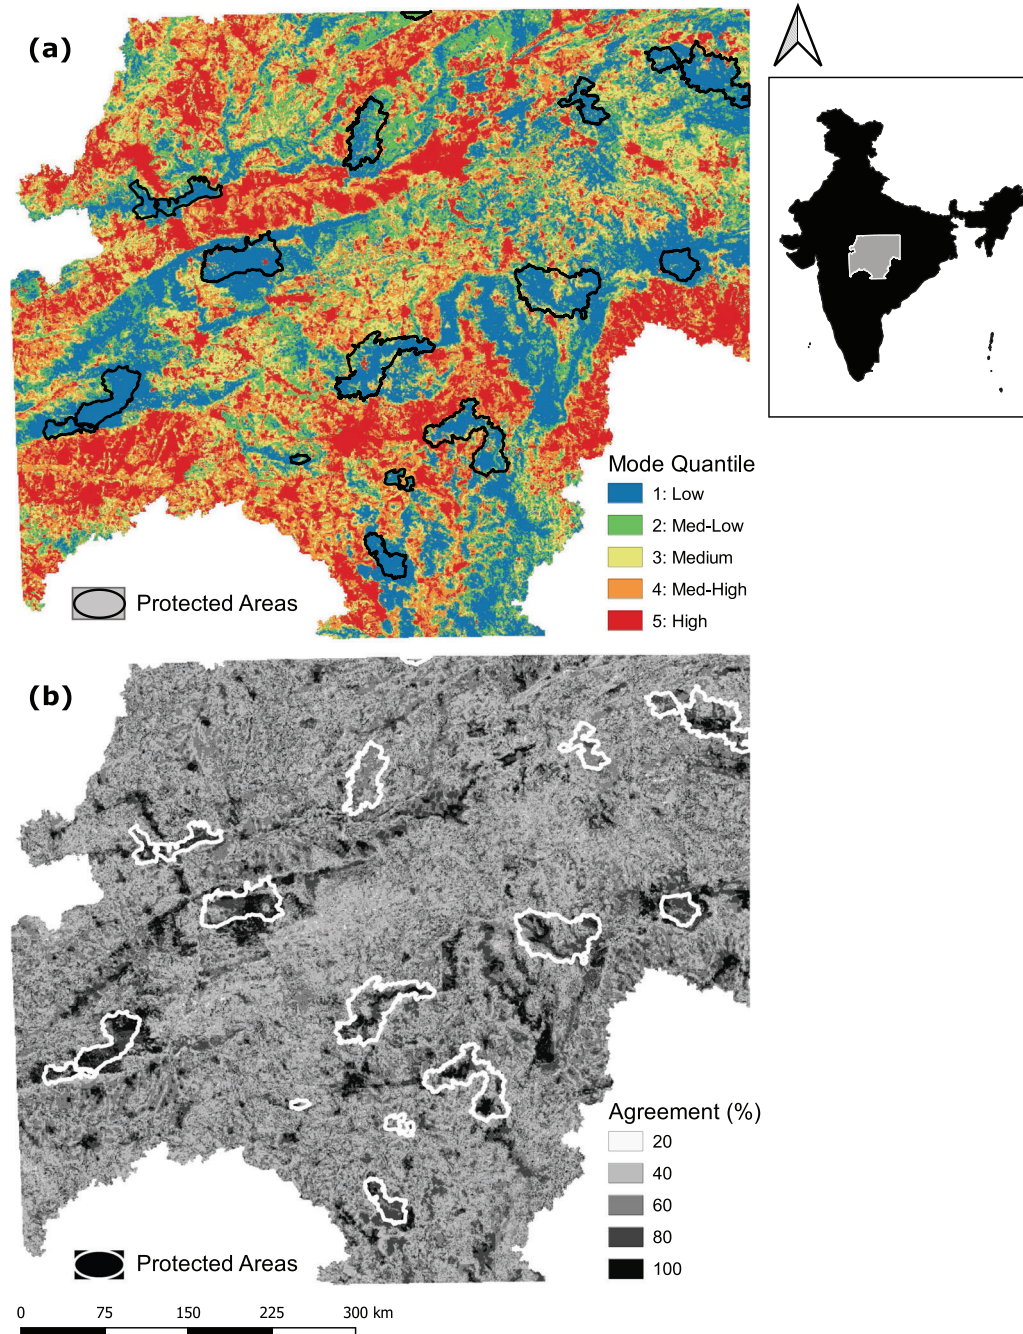 (a)
Mode Quantile
1: Low
2: Med-Low
3: Medium
4: Med-High
5: High
Protected Areas
(b)
Agreement (%)
20
40
60
80
100
Protected Areas
0 75 150 225 300 km